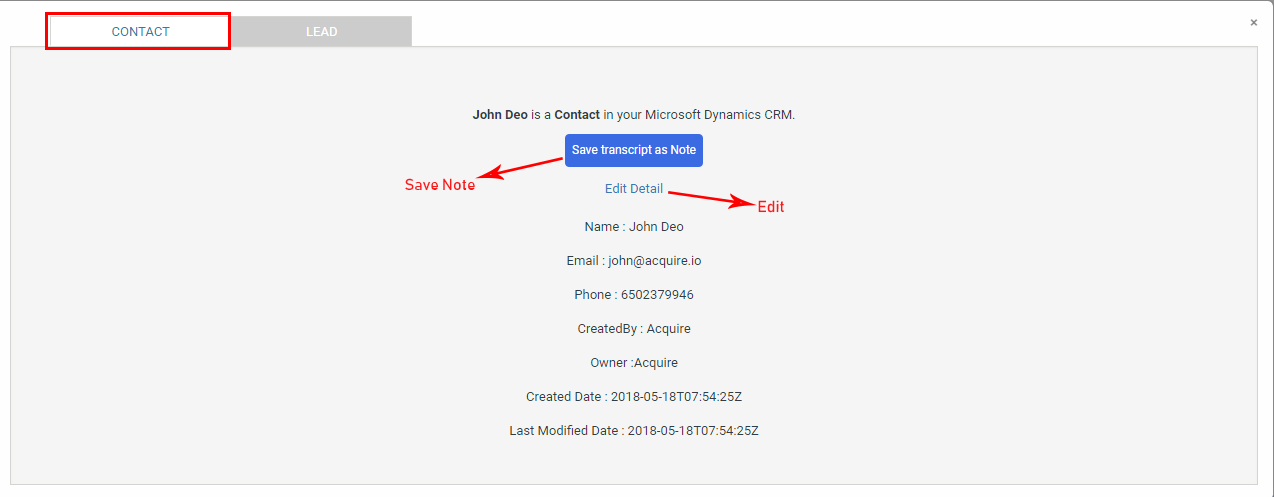 CONTACT
LEAD
×
John Deo is a Contact in your Microsoft Dynamics CRM.
Save transcript as Note
Save Note
Edit Detail
Edit
Name : John Deo
Email : john@acquire.io
Phone : 6502379946
CreatedBy : Acquire
Owner :Acquire
Created Date : 2018-05-18T07:54:25Z
Last Modified Date : 2018-05-18T07:54:25Z